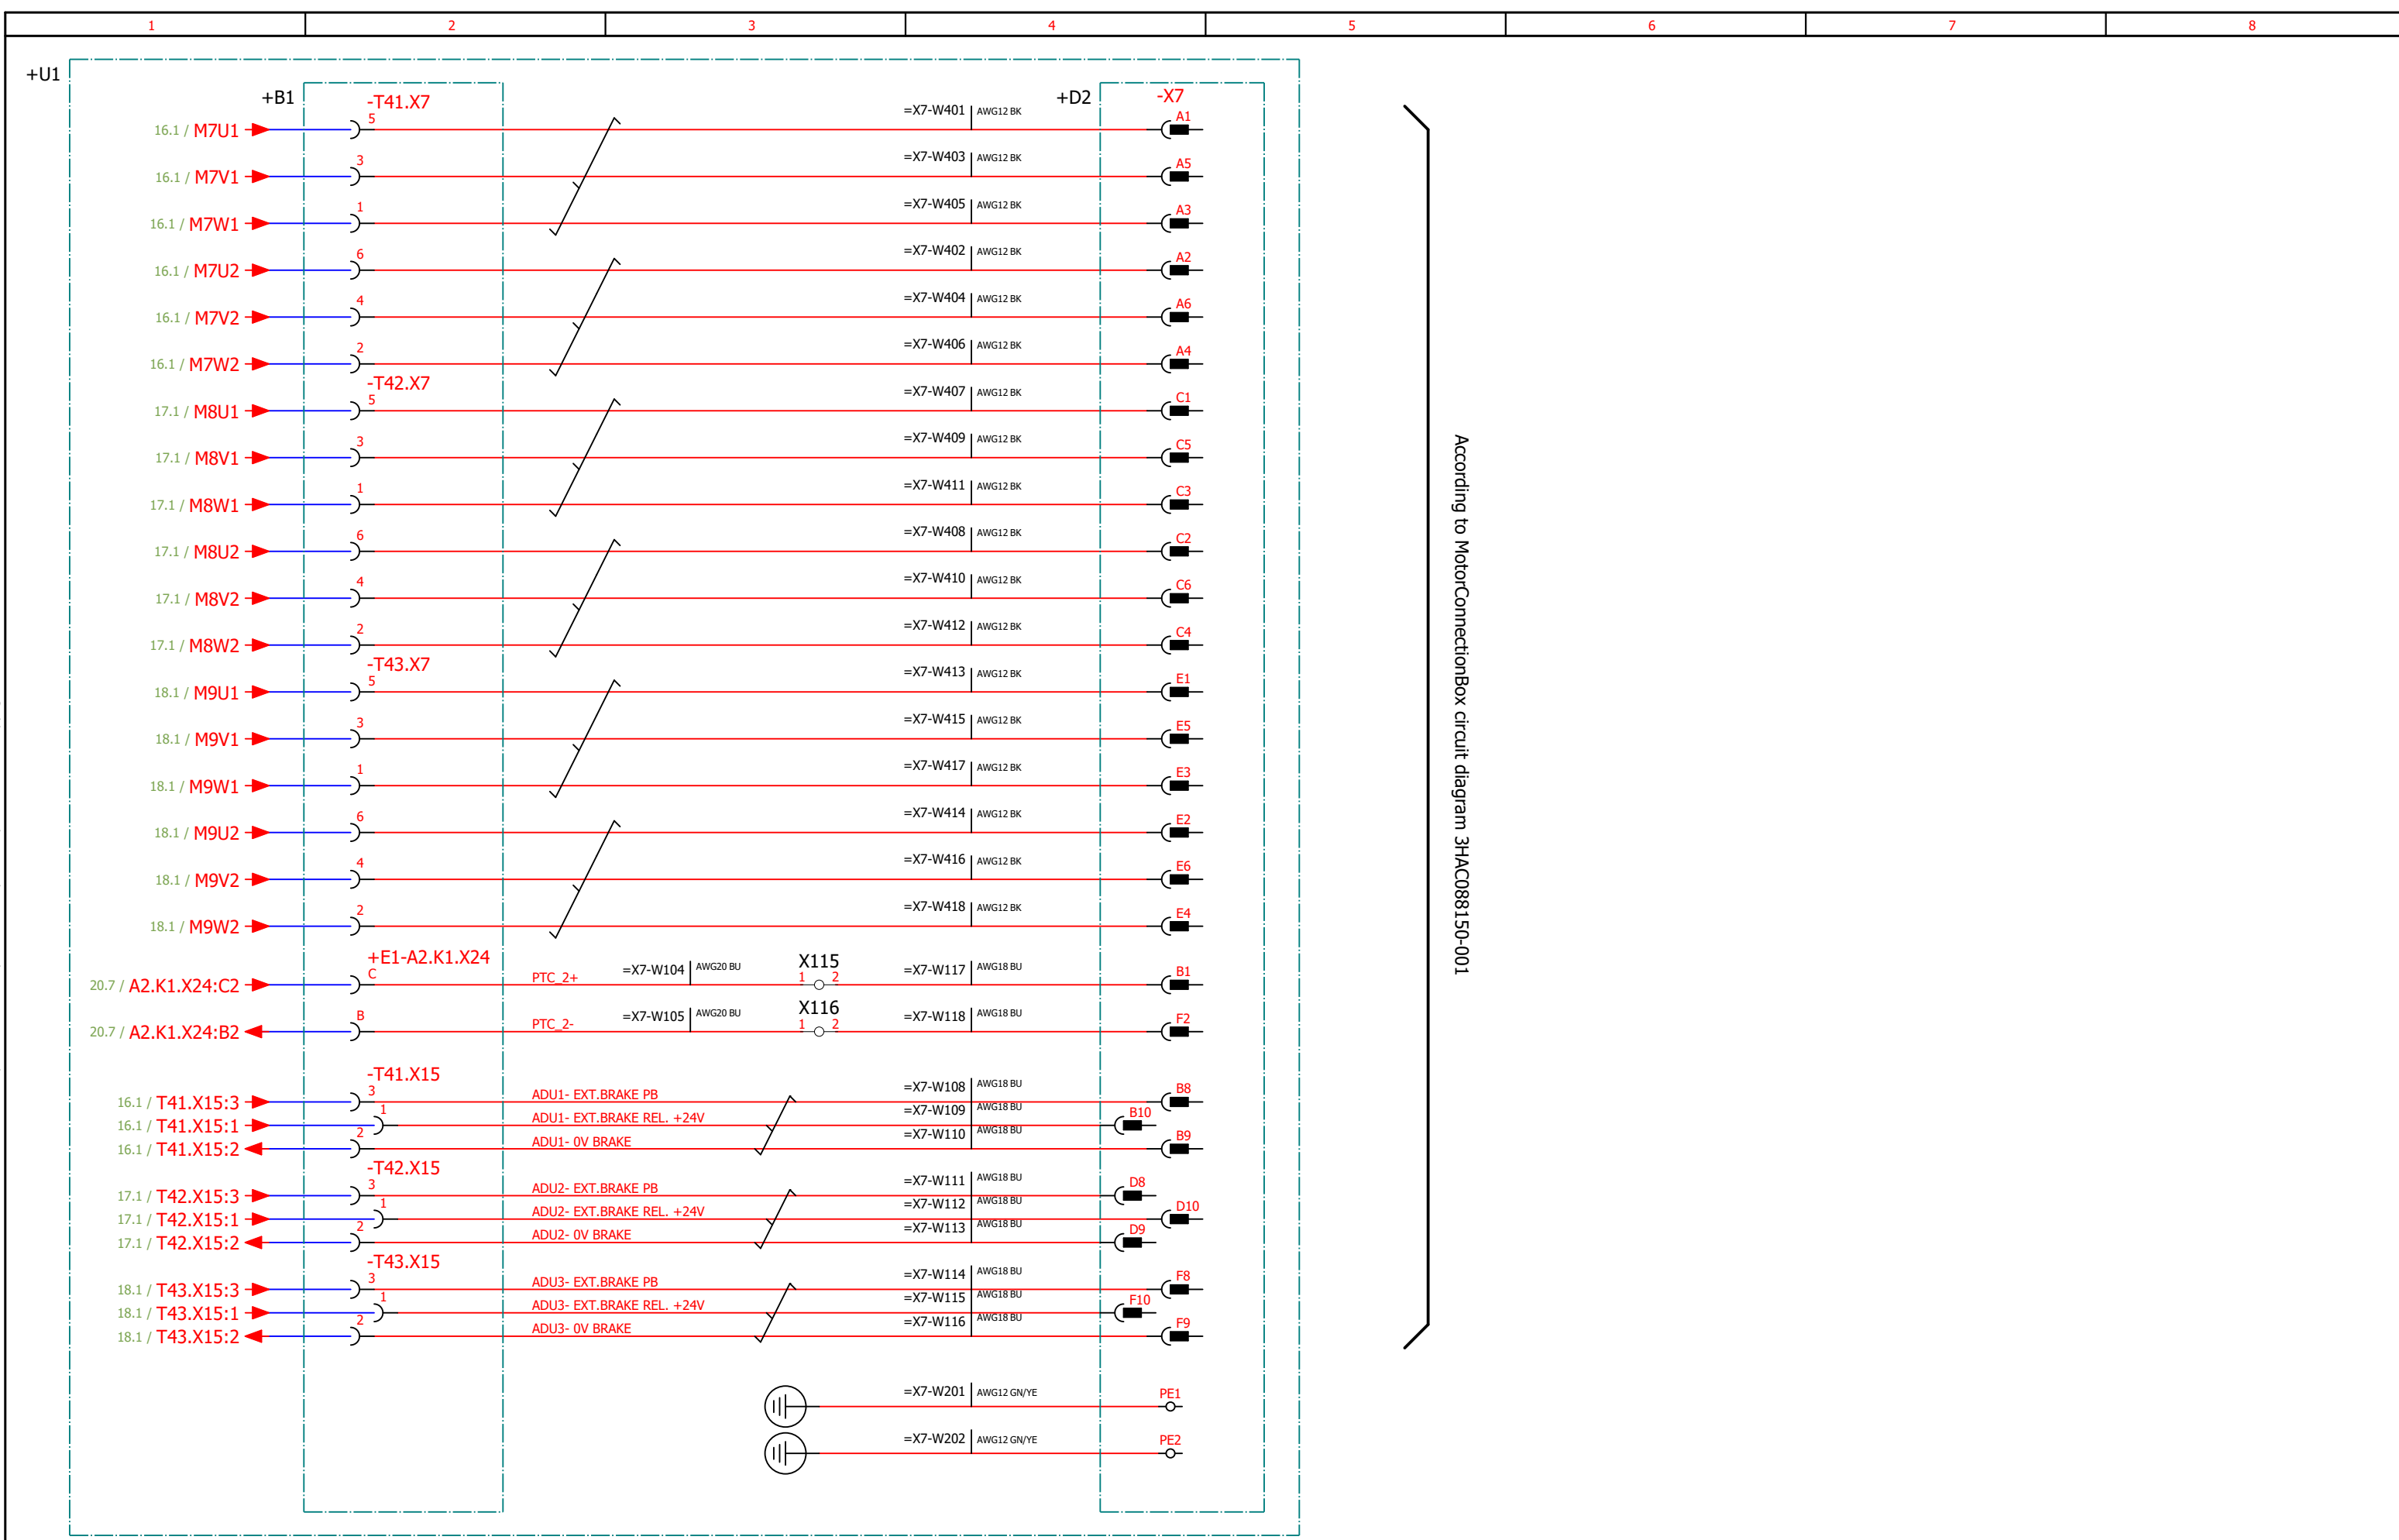 1 2 3 4 5 6 7 8
+U1
+B1 -T41.X7 +D2 -X7
16.1 / M7U1 5 =X7-W401 AWG12 BK A1
16.1 / M7V1 3 =X7-W403 AWG12 BK A5
16.1 / M7W1 1 =X7-W405 AWG12 BK A3
16.1 / M7U2 6 =X7-W402 AWG12 BK A2
16.1 / M7V2 4 =X7-W404 AWG12 BK A6
16.1 / M7W2 2 =X7-W406 AWG12 BK A4
-T42.X7
17.1 / M8U1 5 =X7-W407 AWG12 BK C1
17.1 / M8V1 3 =X7-W409 AWG12 BK C5
17.1 / M8W1 1 =X7-W411 AWG12 BK C3
17.1 / M8U2 6 =X7-W408 AWG12 BK C2
17.1 / M8V2 4 =X7-W410 AWG12 BK C6
17.1 / M8W2 2 =X7-W412 AWG12 BK C4
-T43.X7
18.1 / M9U1 5 =X7-W413 AWG12 BK E1
18.1 / M9V1 3 =X7-W415 AWG12 BK E5
18.1 / M9W1 1 =X7-W417 AWG12 BK E3
18.1 / M9U2 6 =X7-W414 AWG12 BK E2
18.1 / M9V2 4 =X7-W416 AWG12 BK E6
18.1 / M9W2 2 =X7-W418 AWG12 BK E4
+E1-A2.K1.X24
20.7 / A2.K1.X24:C2 C PTC_2+ =X7-W104 AWG20 BU X115 1 2 =X7-W117 AWG18 BU B1
20.7 / A2.K1.X24:B2 B PTC_2- =X7-W105 AWG20 BU X116 1 2 =X7-W118 AWG18 BU F2
-T41.X15
16.1 / T41.X15:3 3 ADU1- EXT.BRAKE PB =X7-W108 AWG18 BU B8
16.1 / T41.X15:1 1 ADU1- EXT.BRAKE REL. +24V =X7-W109 AWG18 BU B10
16.1 / T41.X15:2 2 ADU1- 0V BRAKE =X7-W110 AWG18 BU B9
-T42.X15
17.1 / T42.X15:3 3 ADU2- EXT.BRAKE PB =X7-W111 AWG18 BU D8
17.1 / T42.X15:1 1 ADU2- EXT.BRAKE REL. +24V =X7-W112 AWG18 BU D10
17.1 / T42.X15:2 2 ADU2- 0V BRAKE =X7-W113 AWG18 BU D9
-T43.X15
18.1 / T43.X15:3 3 ADU3- EXT.BRAKE PB =X7-W114 AWG18 BU F8
18.1 / T43.X15:1 1 ADU3- EXT.BRAKE REL. +24V =X7-W115 AWG18 BU F10
18.1 / T43.X15:2 2 ADU3- 0V BRAKE =X7-W116 AWG18 BU F9
=X7-W201 AWG12 GN/YE PE1
=X7-W202 AWG12 GN/YE PE2
According to MotorConnectionBox circuit diagram 3HAC088150-001